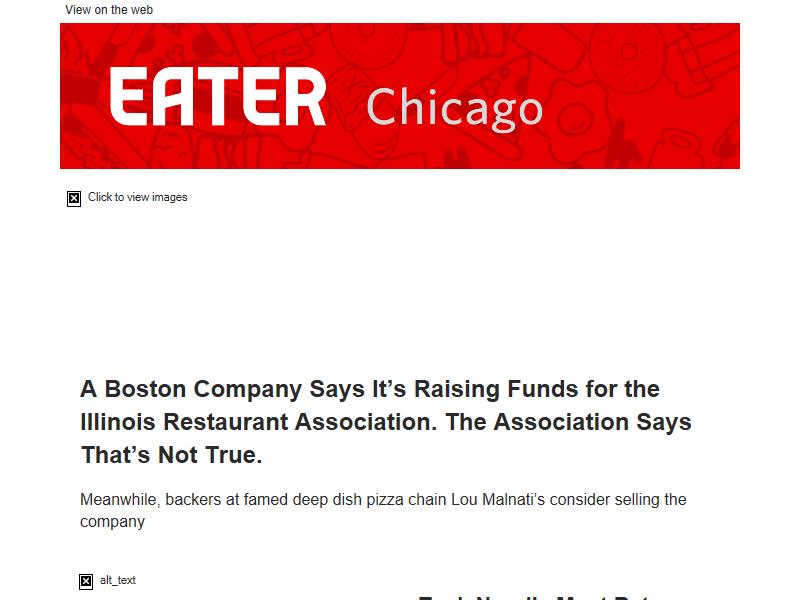 View on the web
EATER Chicago
Click to view images
A Boston Company Says It’s Raising Funds for the
Illinois Restaurant Association. The Association Says
That’s Not True.
Meanwhile, backers at famed deep dish pizza chain Lou Malnati’s consider selling the
company
alt_text